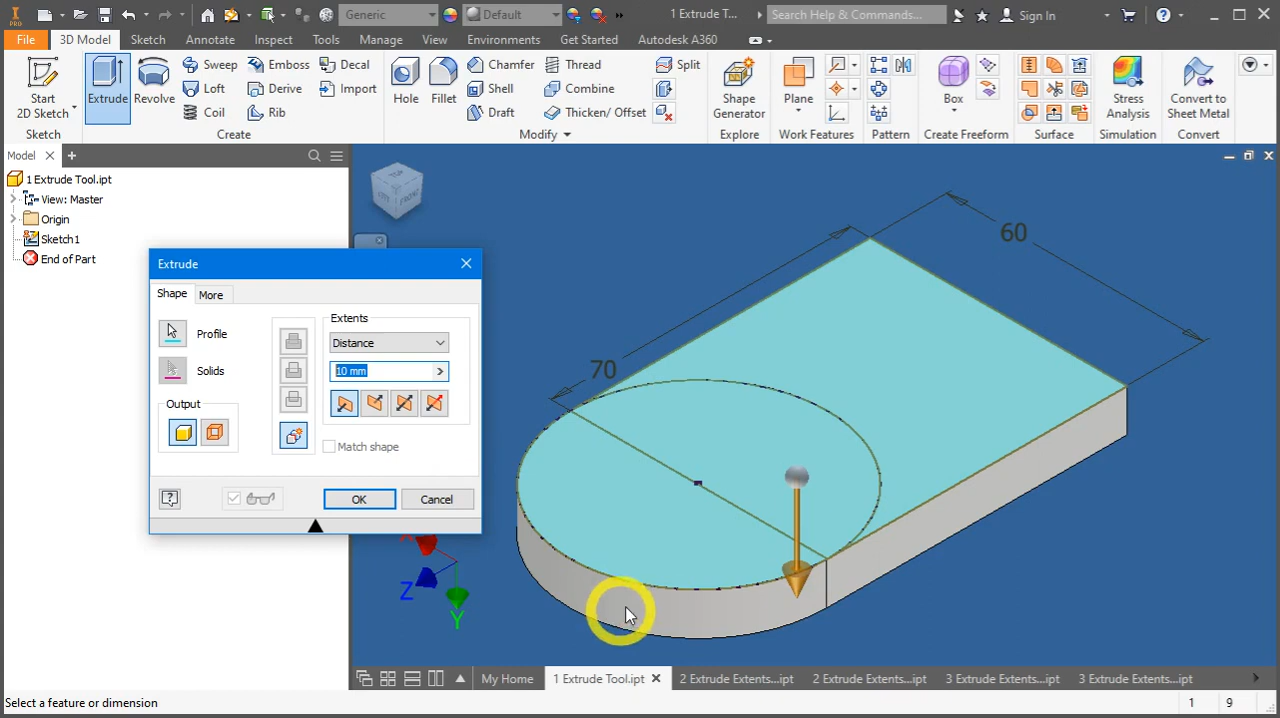 PRO
Generic
Default
1 Extrude T...
Search Help & Commands...
Sign In
File
3D Model
Sketch
Annotate
Inspect
Tools
Manage
View
Environments
Get Started
Autodesk A360
Start
2D Sketch
Extrude
Revolve
Sweep
Loft
Coil
Emboss
Derive
Rib
Decal
Import
Hole
Fillet
Chamfer
Shell
Draft
Thread
Combine
Thicken/ Offset
Split
Shape
Generator
Plane
Box
Stress
Analysis
Convert to
Sheet Metal
Sketch
Create
Modify
Explore
Work Features
Pattern
Create Freeform
Surface
Simulation
Convert
Model
1 Extrude Tool.ipt
View: Master
Origin
Sketch1
End of Part
Extrude
Shape
More
Profile
Solids
Output
Extents
Distance
10 mm
Match shape
OK
Cancel
60
70
X
Z
Y
My Home
1 Extrude Tool.ipt
2 Extrude Extents...ipt
2 Extrude Extents...ipt
3 Extrude Extents...ipt
3 Extrude Extents...ipt
Select a feature or dimension
1
9